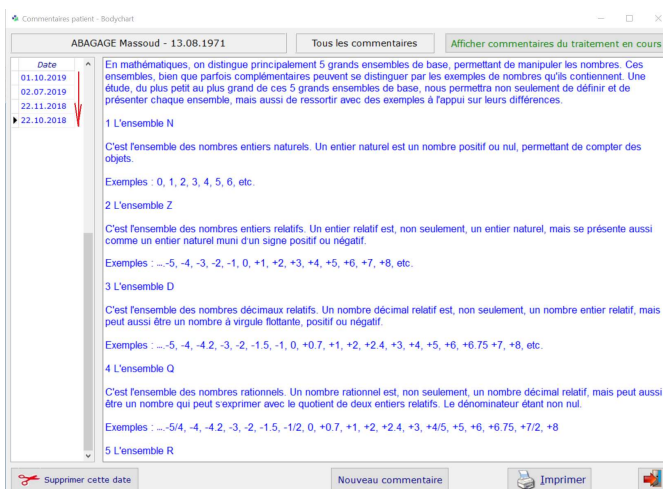 Commentaires patient - Bodychart
ABAGAGE Massoud - 13.08.1971
Tous les commentaires
Afficher commentaires du traitement en cours
Date
01.10.2019
02.07.2019
22.11.2018
22.10.2018
En mathématiques, on distingue principalement 5 grands ensembles de base, permettant de manipuler les nombres. Ces
ensembles, bien que parfois complémentaires peuvent se distinguer par les exemples de nombres qu'ils contiennent. Une
étude, du plus petit au plus grand de ces 5 grands ensembles de base, nous permettra non seulement de définir et de
présenter chaque ensemble, mais aussi de ressortir avec des exemples à l'appui sur leurs différences.
1 L'ensemble N
C'est l'ensemble des nombres entiers naturels. Un entier naturel est un nombre positif ou nul, permettant de compter des
objets.
Exemples : 0, 1, 2, 3, 4, 5, 6, etc.
2 L'ensemble Z
C'est l'ensemble des nombres entiers relatifs. Un entier relatif est, non seulement, un entier naturel, mais se présente aussi
comme un entier naturel muni d'un signe positif ou négatif.
Exemples : ....-5, -4, -3, -2, -1, 0, +1, +2, +3, +4, +5, +6, +7, +8, etc.
3 L'ensemble D
C'est l'ensemble des nombres décimaux relatifs. Un nombre décimal relatif est, non seulement, un nombre entier relatif, mais
peut aussi être un nombre à virgule flottante, positif ou négatif.
Exemples : ....-5, -4, -4.2, -3, -2, -1.5, -1, 0, +0.7, +1, +2, +2.4, +3, +4, +5, +6, +6.75 +7, +8, etc.
4 L'ensemble Q
C'est l'ensemble des nombres rationnels. Un nombre rationnel est, non seulement, un nombre décimal relatif, mais peut aussi
être un nombre qui peut s'exprimer avec le quotient de deux entiers relatifs. Le dénominateur étant non nul.
Exemples : ....-5/4, -4, -4.2, -3, -2, -1.5, -1/2, 0, +0.7, +1, +2, +2.4, +3, +4/5, +5, +6, +6.75, +7/2, +8
5 L'ensemble R
Supprimer cette date
Nouveau commentaire
Imprimer